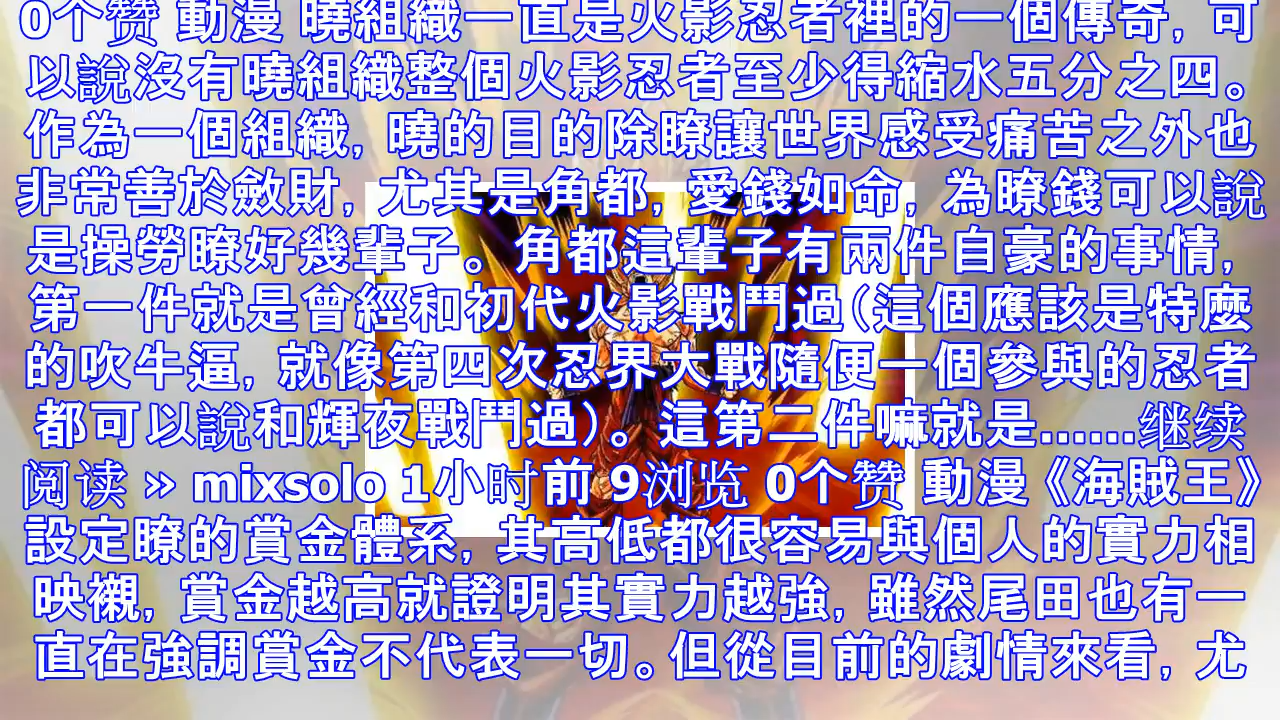 0个赞 動漫 曉組織一直是火影忍者裡的一個傳奇, 可
以說沒有曉組織整個火影忍者至少得縮水五分之四。
作為一個組織, 曉的目的除瞭讓世界感受痛苦之外也
非常善於斂財, 尤其是角都, 愛錢如命, 為瞭錢可以說
是操勞瞭好幾輩子。角都這輩子有兩件自豪的事情,
第一件就是曾經和初代火影戰鬥過(這個應該是特麼
的吹牛逼, 就像第四次忍界大戰隨便一個參與的忍者
都可以說和輝夜戰鬥過)。這第二件嘛就是......继续
阅读 » mixsolo 1小时前 9浏览 0个赞 動漫《海賊王》
設定瞭的賞金體系, 其高低都很容易與個人的實力相
映襯, 賞金越高就證明其實力越強, 雖然尾田也有一
直在強調賞金不代表一切。但從目前的劇情來看, 尤